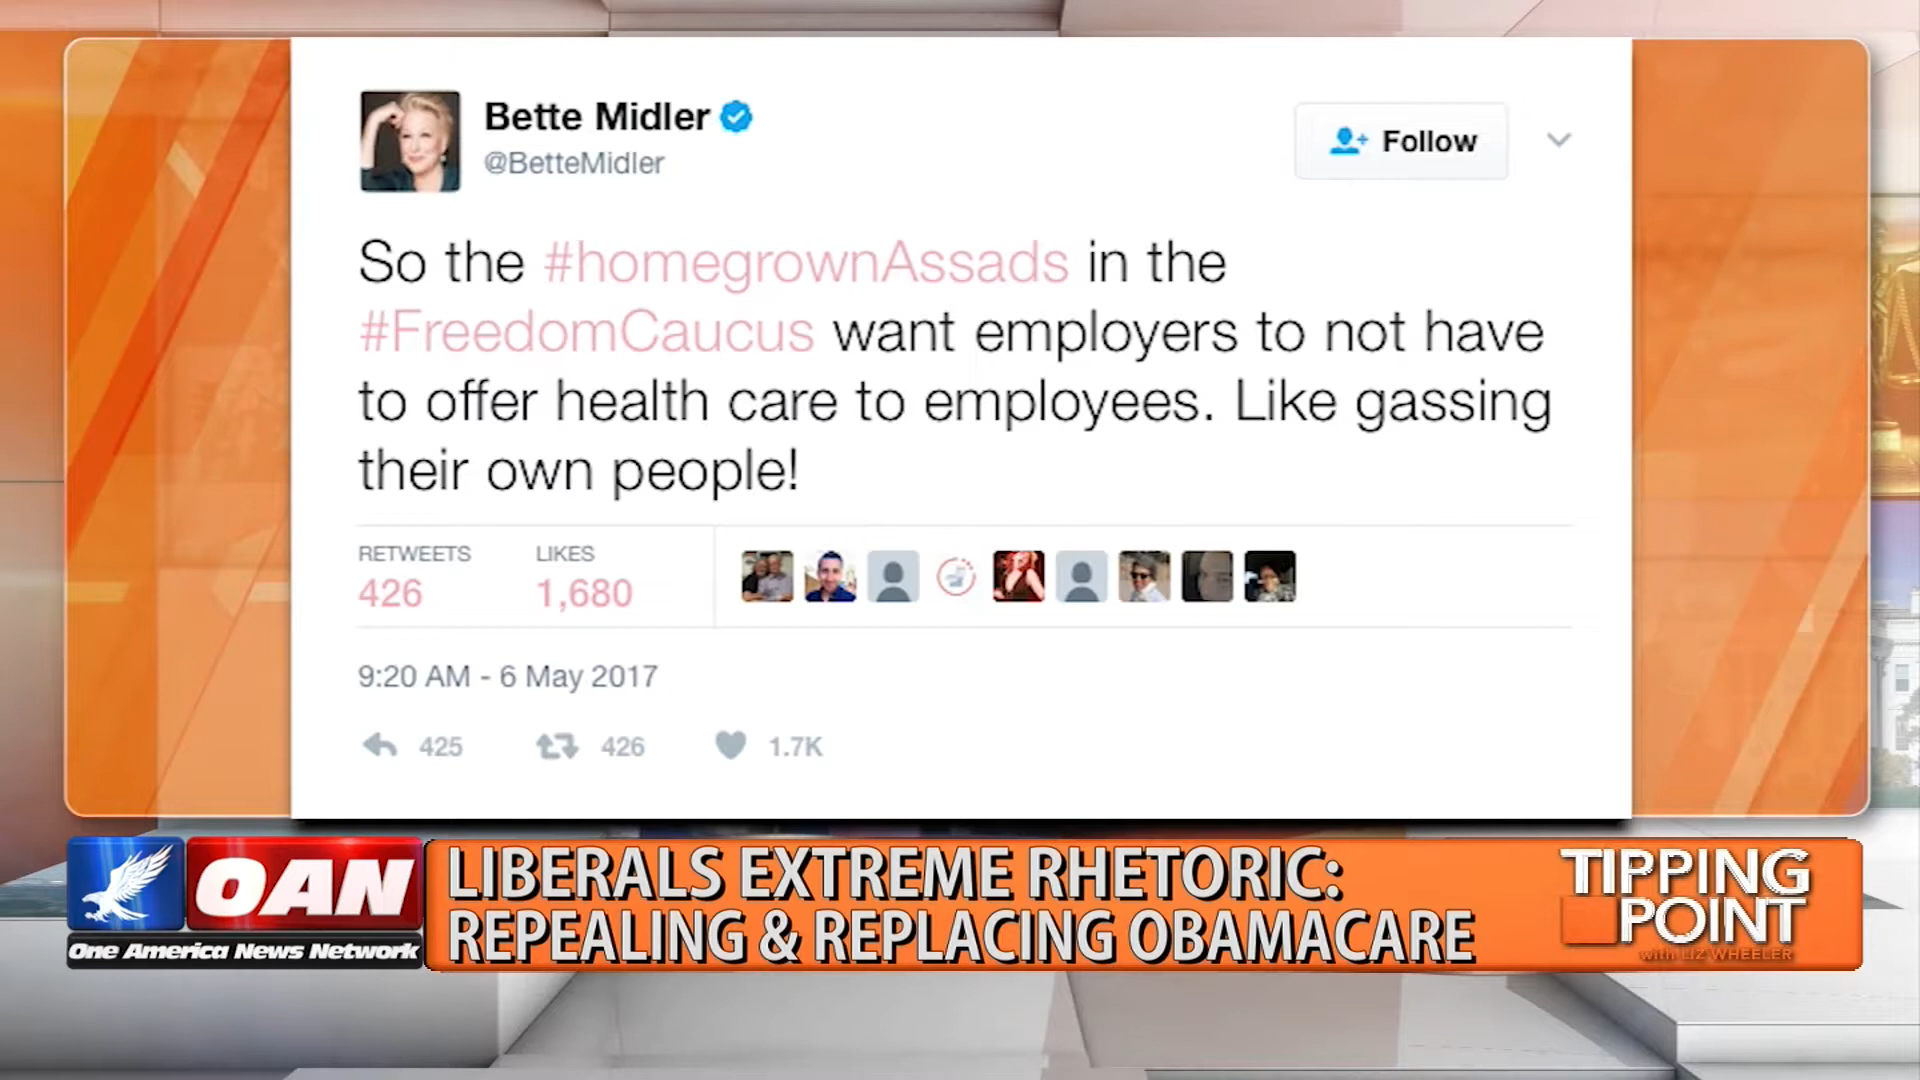 Bette Midler
@BetteMidler
Follow
So the #homegrownAssads in the
#FreedomCaucus want employers to not have
to offer health care to employees. Like gassing
their own people!
RETWEETS LIKES
426 1,680
9:20 AM - 6 May 2017
425 426 1.7K
OAN
One America News Network
LIBERALS EXTREME RHETORIC:
REPEALING & REPLACING OBAMACARE
TIPPING
POINT
with LIZ WHEELER